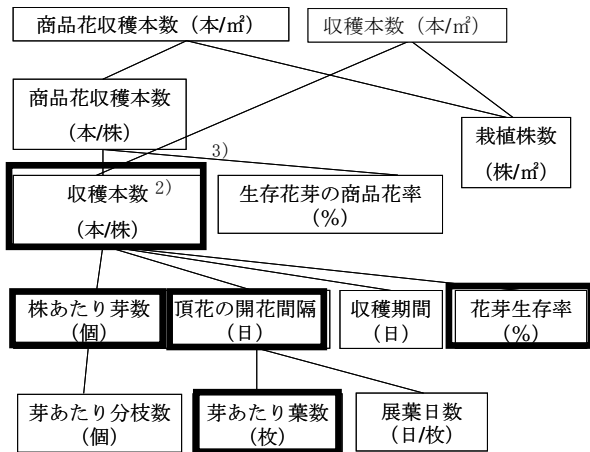 商品花収穫本数（本/㎡）
収穫本数（本/㎡）
商品花収穫本数
（本/株）
栽植株数
（株/㎡）
3）
収穫本数2）
（本/株）
生存花芽の商品花率
（%）
株あたり芽数
（個）
頂花の開花間隔
（日）
収穫期間
（日）
花芽生存率
（%）
芽あたり分枝数
（個）
芽あたり葉数
（枚）
展葉日数
（日/枚）